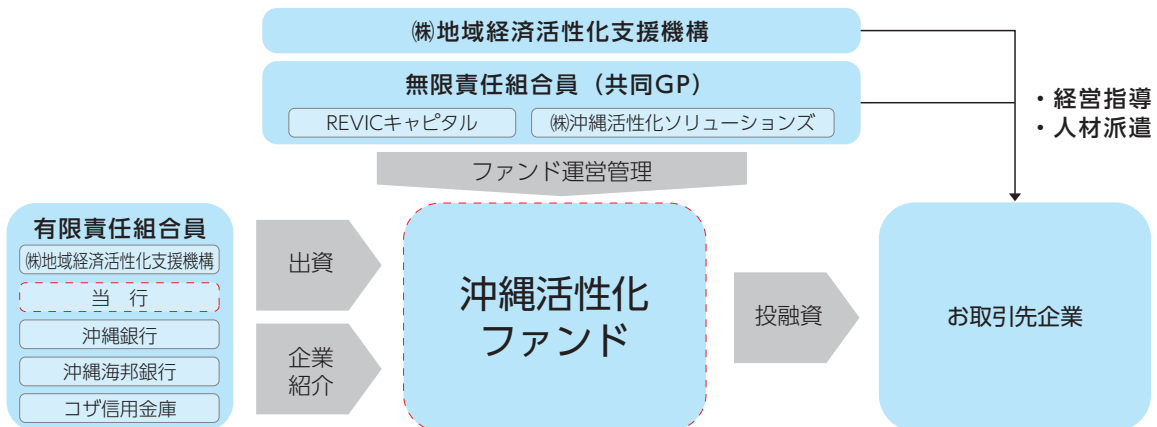 ㈱地域経済活性化支援機構
無限責任組合員（共同GP）
REVICキャピタル
㈱沖縄活性化ソリューションズ
・経営指導
・人材派遣
ファンド運営管理
有限責任組合員
㈱地域経済活性化支援機構
当　行
沖縄銀行
沖縄海邦銀行
コザ信用金庫
出資
企業
紹介
沖縄活性化
ファンド
投融資
お取引先企業